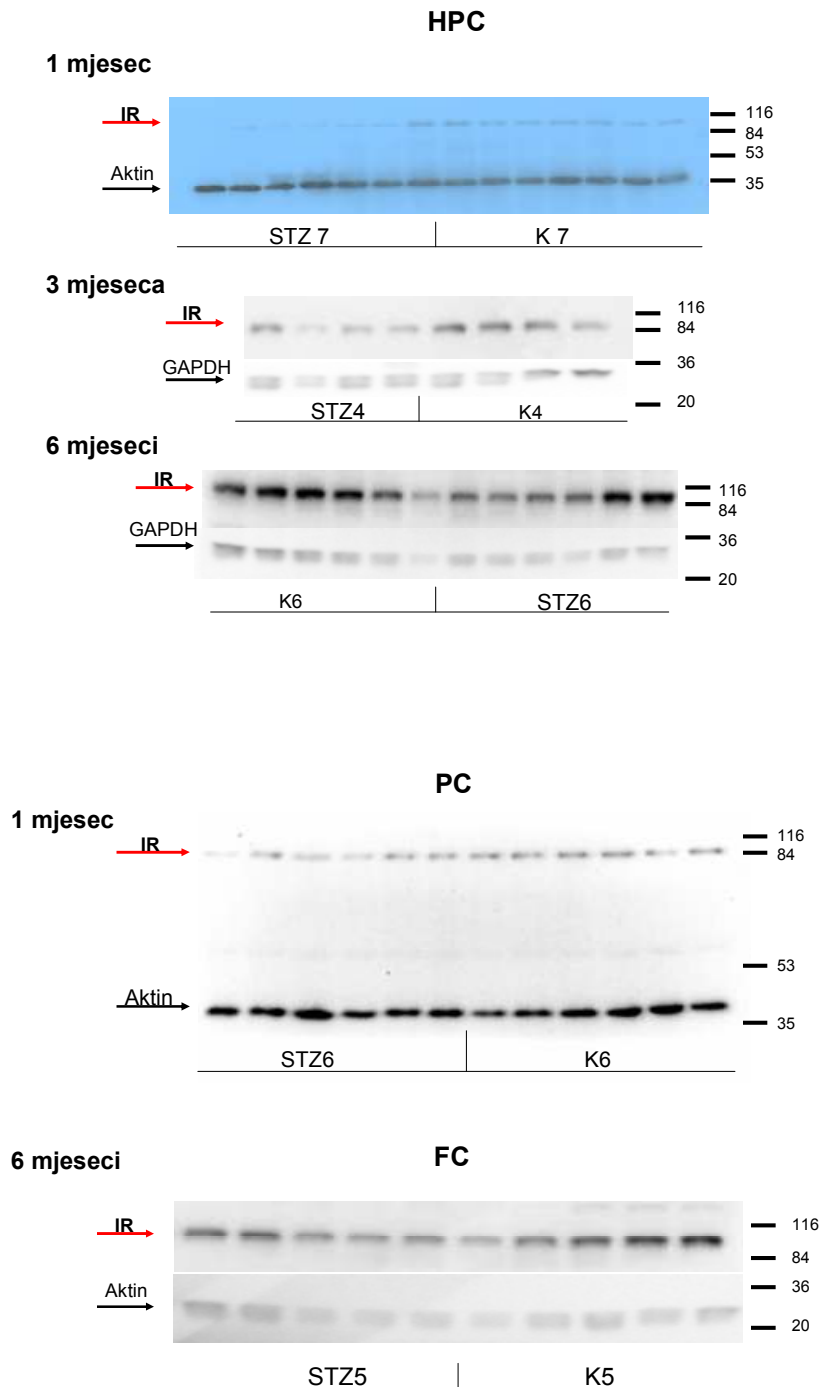 HPC
1 mjesec
IR
Aktin
116
84
53
35
STZ 7
K 7
3 mjeseca
IR
GAPDH
116
84
36
20
STZ4
K4
6 mjeseci
IR
GAPDH
116
84
36
20
K6
STZ6
PC
1 mjesec
IR
Aktin
116
84
53
35
STZ6
K6
6 mjeseci
FC
IR
Aktin
116
84
36
20
STZ5
K5